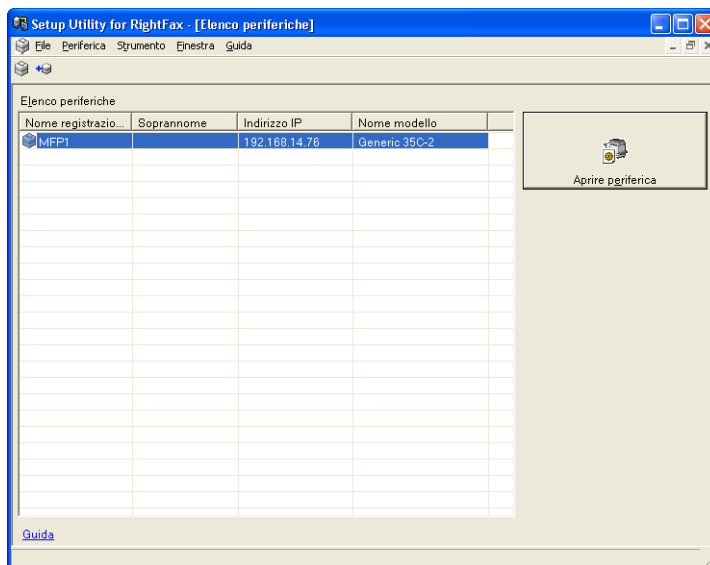 Setup Utility for RightFax - [Elenco periferiche]
File Periferica Strumento Finestra Guida
Elenco periferiche
Nome registrazio... Soprannome Indirizzo IP Nome modello
MFP1 192.168.14.76 Generic 35C-2
Aprire periferica
Guida